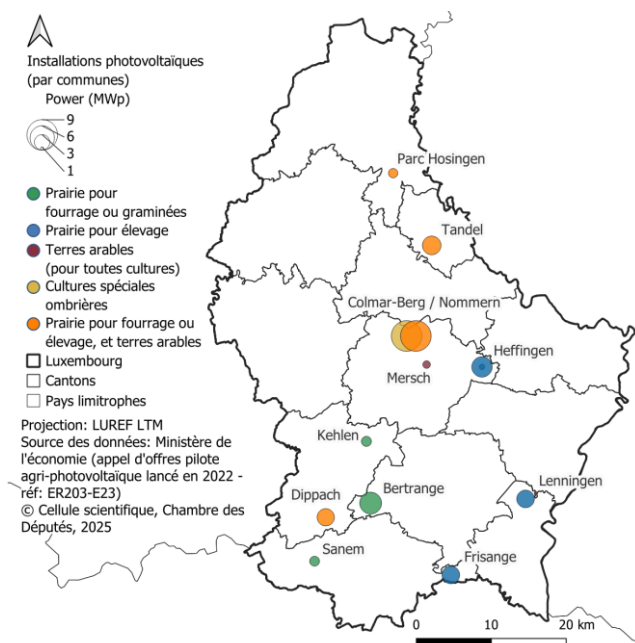 Installations photovoltaïques
(par communes)
Power (MWp)
9
6
3
1
Prairie pour
fourrage ou graminées
Prairie pour élevage
Terres arables
(pour toutes cultures)
Cultures spéciales
ombrières
Prairie pour fourrage ou
élevage, et terres arables
Luxembourg
Cantons
Pays limitrophes
Projection: LUREF LTM
Source des données: Ministère de
l'économie (appel d'offres pilote
agri-photovoltaïque lancé en 2022 -
réf: ER203-E23)
© Cellule scientifique, Chambre des
Députés, 2025
Parc Hosingen
Tandel
Colmar-Berg / Nommern
Heffingen
Mersch
Kehlen
Lenningen
Bertrange
Dippach
Sanem
Frisange
0 10 20 km